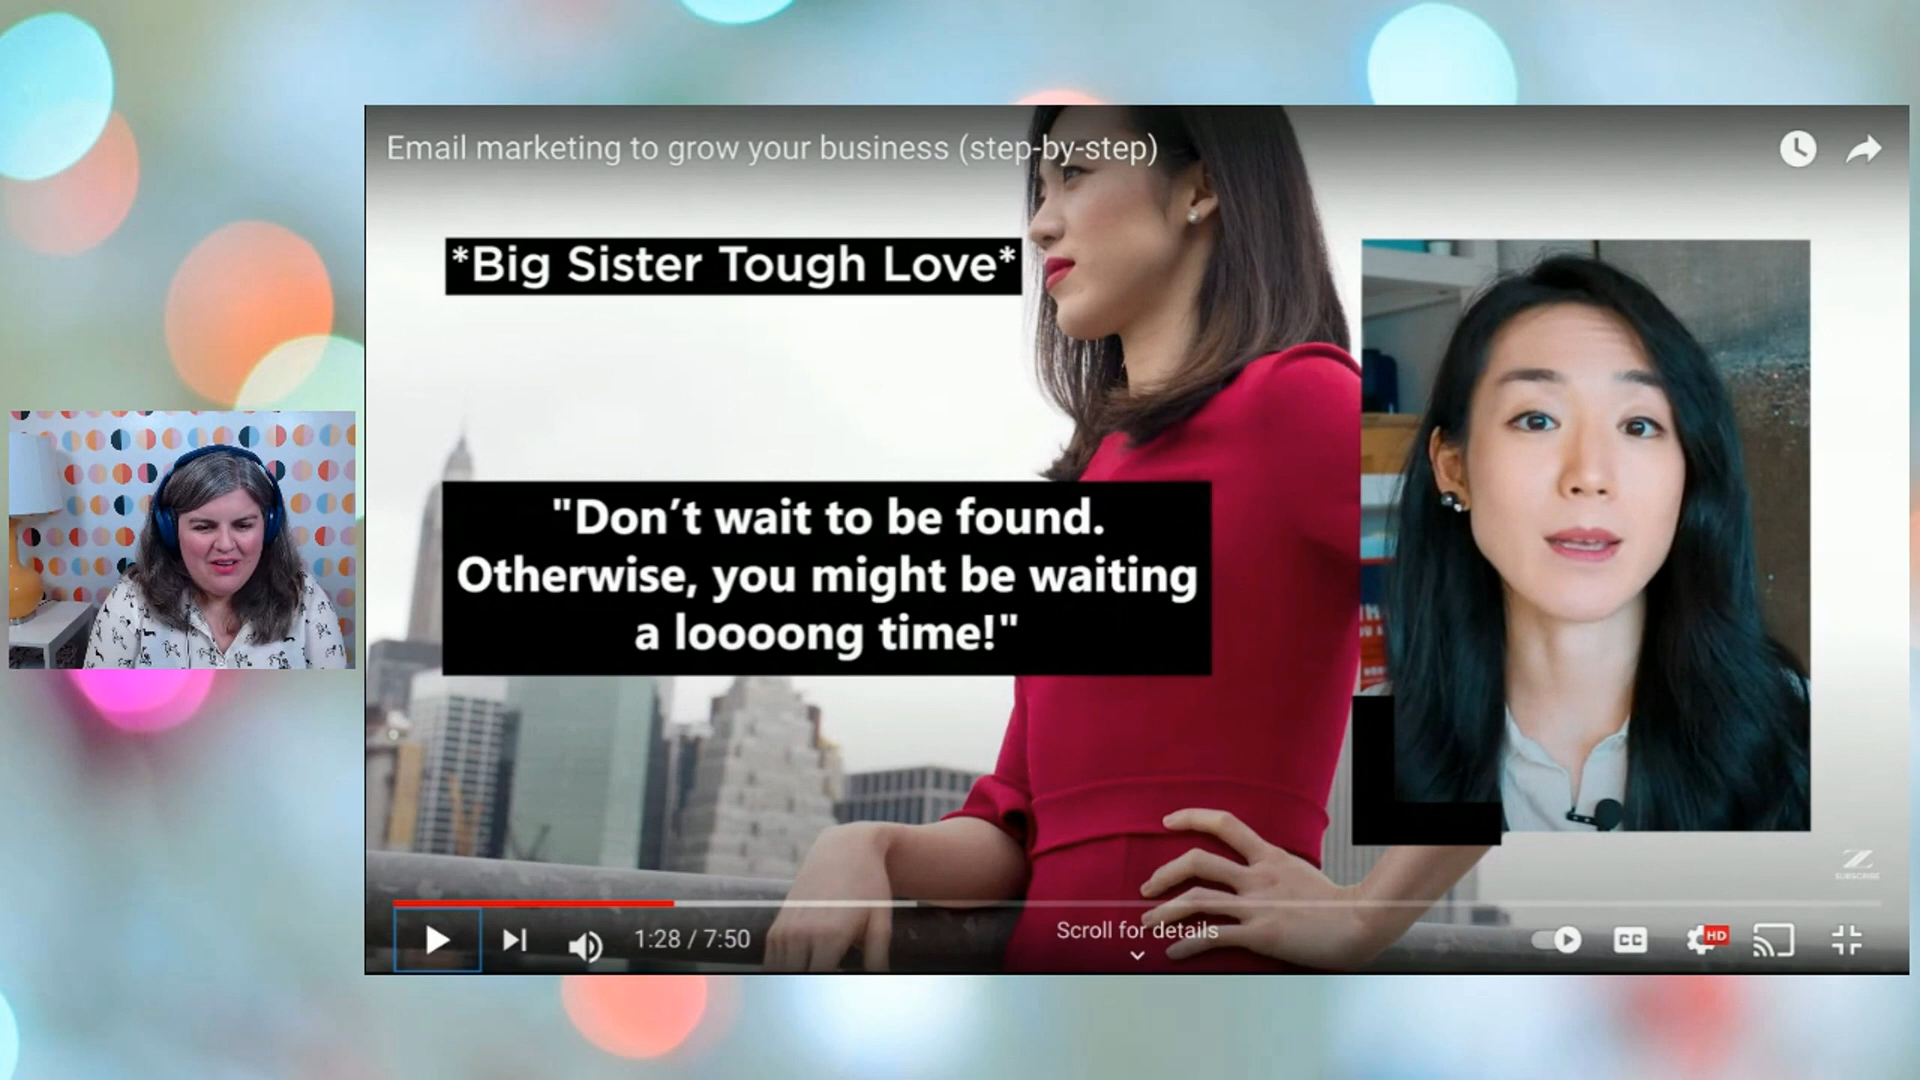 Email marketing to grow your business (step-by-step)
*Big Sister Tough Love*
"Don’t wait to be found.
Otherwise, you might be waiting
a loooong time!"
SUBSCRIBE
1:28 / 7:50
Scroll for details
CC
HD